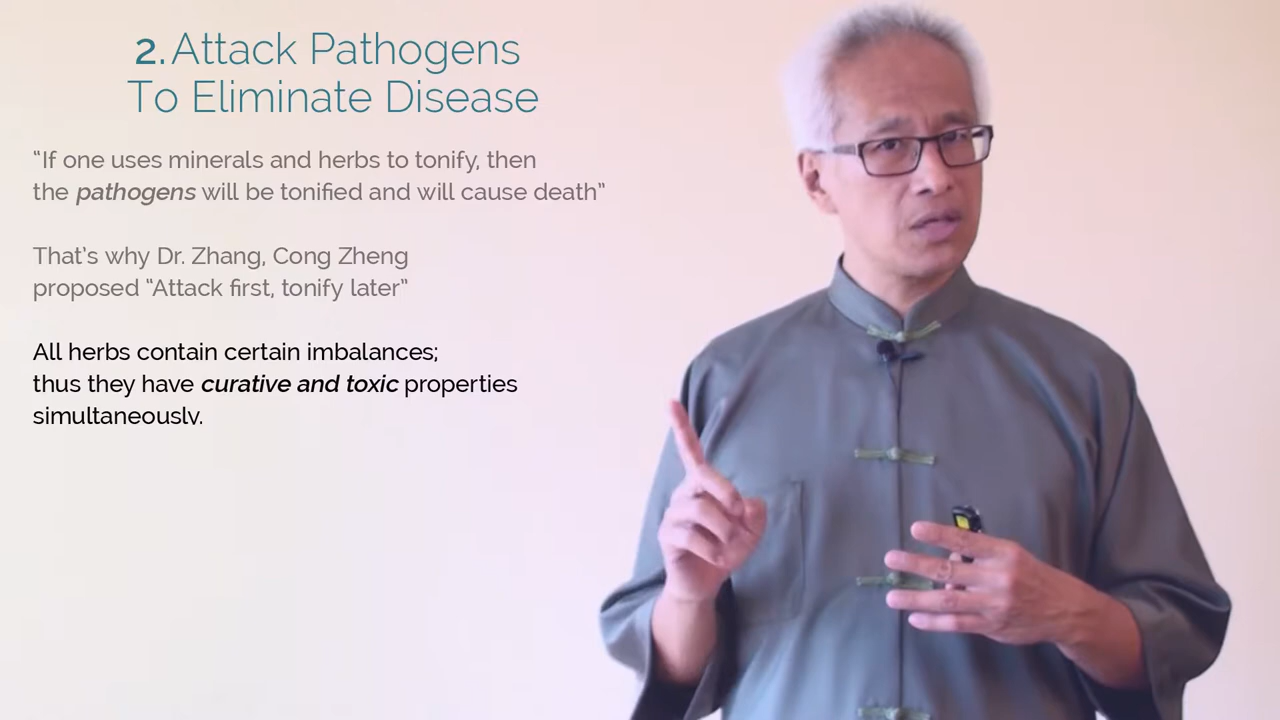 2. Attack Pathogens
To Eliminate Disease
“If one uses minerals and herbs to tonify, then
the pathogens will be tonified and will cause death”
That’s why Dr. Zhang, Cong Zheng
proposed “Attack first, tonify later”
All herbs contain certain imbalances;
thus they have curative and toxic properties
simultaneously.